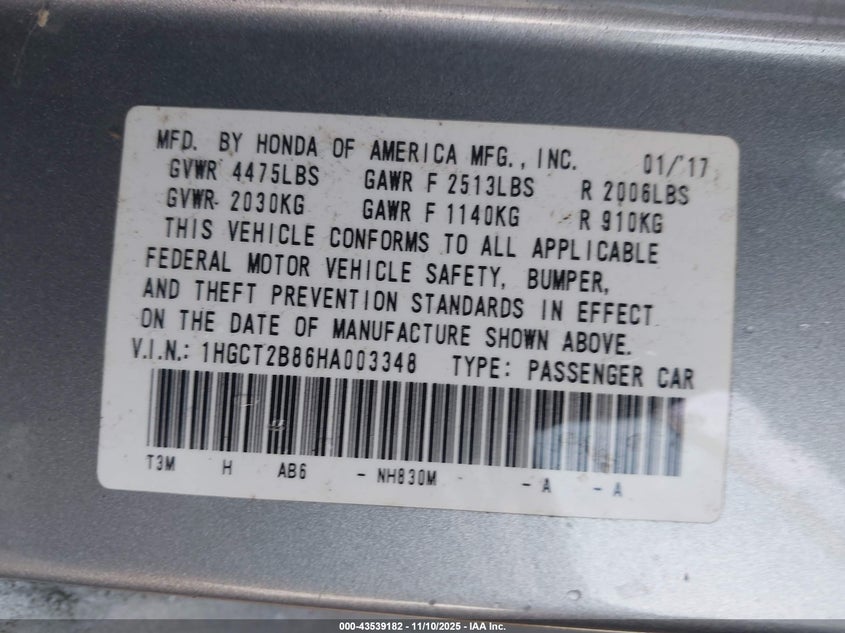 MFD. BY HONDA OF AMERICA MFG., INC. 01/17
GVWR 4475LBS GAWR F 2513LBS R 2006LBS
GVWR 2030KG GAWR F 1140KG R 910KG
THIS VEHICLE CONFORMS TO ALL APPLICABLE
FEDERAL MOTOR VEHICLE SAFETY, BUMPER,
AND THEFT PREVENTION STANDARDS IN EFFECT
ON THE DATE OF MANUFACTURE SHOWN ABOVE.
V.I.N.: 1HGCT2B86HA003348 TYPE: PASSENGER CAR
T3M H AB6 - NH830M - A - A
000-43539182 - 11/10/2025 - IAA Inc.